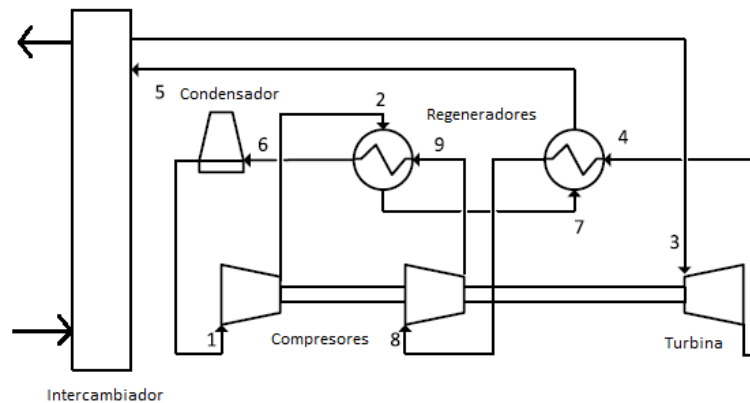 5
Condensador
2
Regeneradores
6
9
4
7
3
1
Compresores
8
Turbina
Intercambiador